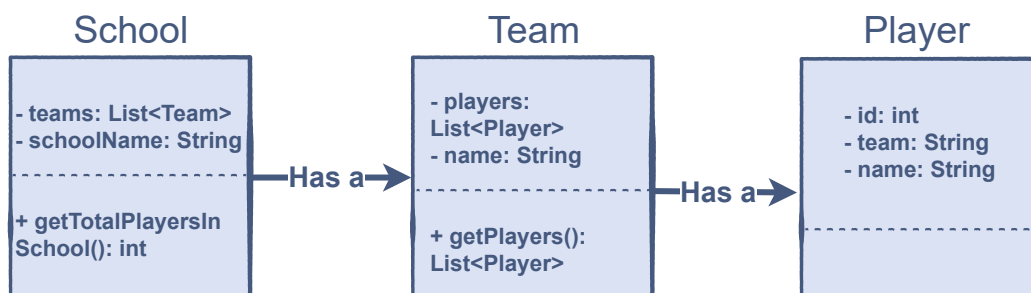 School
- teams: List<Team>
- schoolName: String
+ getTotalPlayersIn
School(): int
Has a
Team
- players:
List<Player>
- name: String
+ getPlayers():
List<Player>
Has a
Player
- id: int
- team: String
- name: String